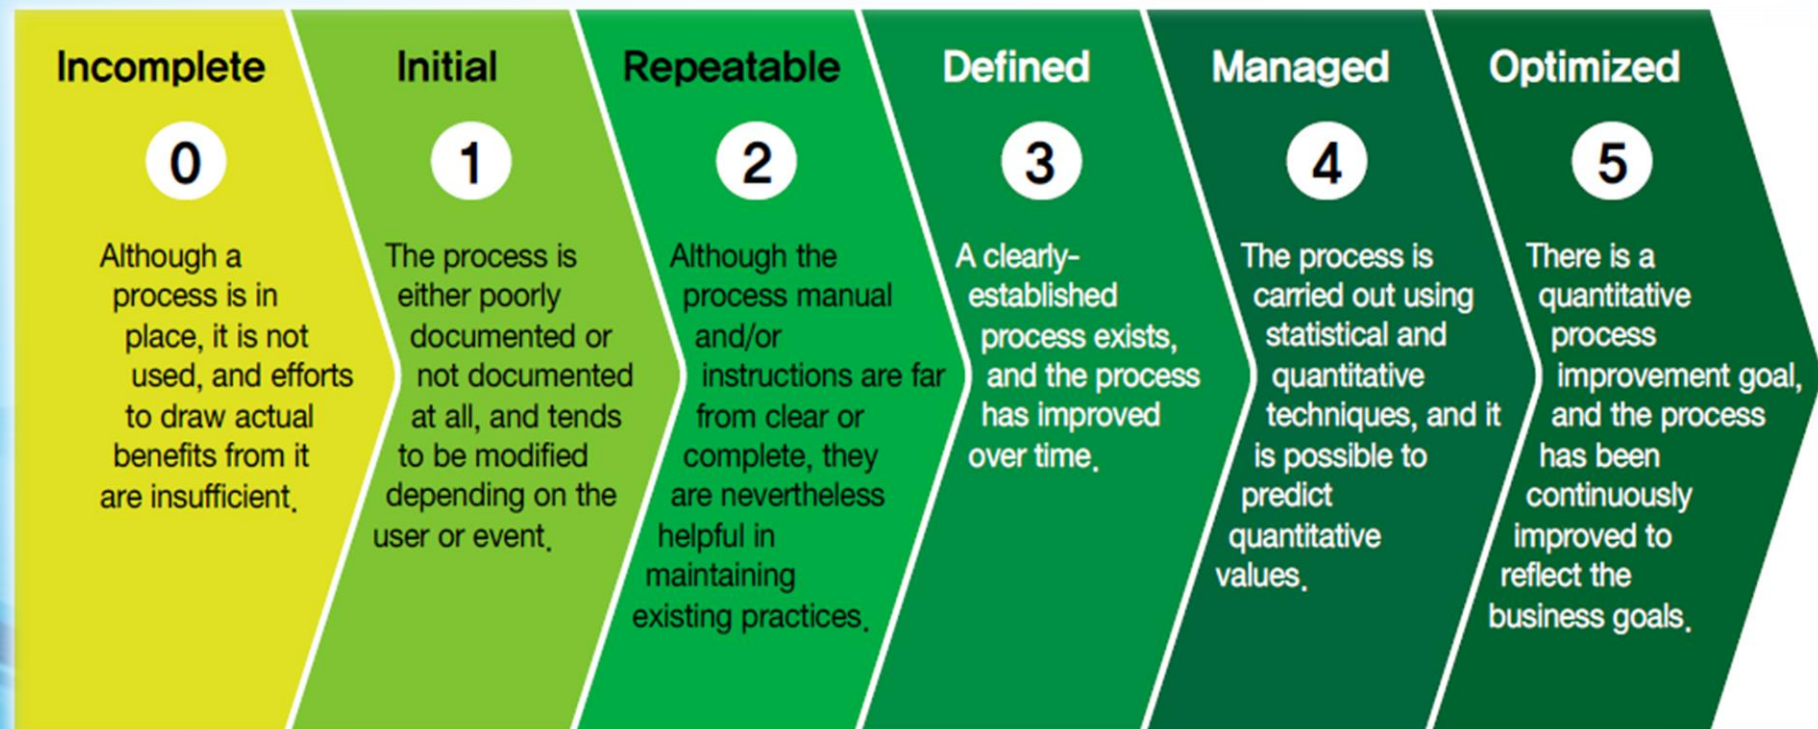 Incomplete
0
Although a
process is in
place, it is not
used, and efforts
to draw actual
benefits from it
are insufficient.
Initial
1
The process is
either poorly
documented or
not documented
at all, and tends
to be modified
depending on the
user or event.
Repeatable
2
Although the
process manual
and/or
instructions are far
from clear or
complete, they
are nevertheless
helpful in
maintaining
existing practices.
Defined
3
A clearly-
established
process exists,
and the process
has improved
over time.
Managed
4
The process is
carried out using
statistical and
quantitative
techniques, and it
is possible to
predict
quantitative
values.
Optimized
5
There is a
quantitative
process
improvement goal,
and the process
has been
continuously
improved to
reflect the
business goals.